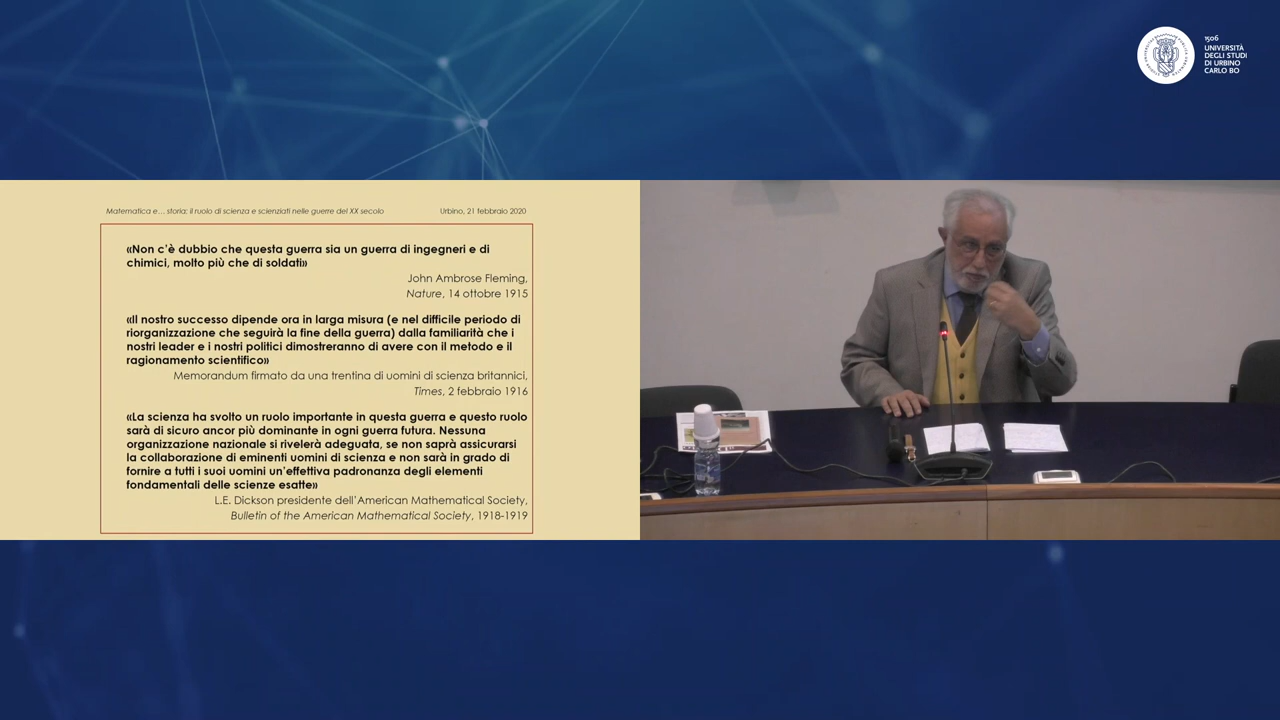 1506
UNIVERSITÀ
DEGLI STUDI
DI URBINO
CARLO BO
Matematica e... storia: il ruolo di scienza e scienziati nelle guerre del XX secolo
Urbino, 21 febbraio 2020
«Non c'è dubbio che questa guerra sia un guerra di ingegneri e di
chimici, molto più che di soldati»
John Ambrose Fleming,
Nature, 14 ottobre 1915
«Il nostro successo dipende ora in larga misura (e nel difficile periodo di
riorganizzazione che seguirà la fine della guerra) dalla familiarità che i
nostri leader e i nostri politici dimostreranno di avere con il metodo e il
ragionamento scientifico»
Memorandum firmato da una trentina di uomini di scienza britannici,
Times, 2 febbraio 1916
«La scienza ha svolto un ruolo importante in questa guerra e questo ruolo
sarà di sicuro ancor più dominante in ogni guerra futura. Nessuna
organizzazione nazionale si rivelerà adeguata, se non saprà assicurarsi
la collaborazione di eminenti uomini di scienza e non sarà in grado di
fornire a tutti i suoi uomini un'effettiva padronanza degli elementi
fondamentali delle scienze esatte»
L.E. Dickson presidente dell'American Mathematical Society,
Bulletin of the American Mathematical Society, 1918-1919